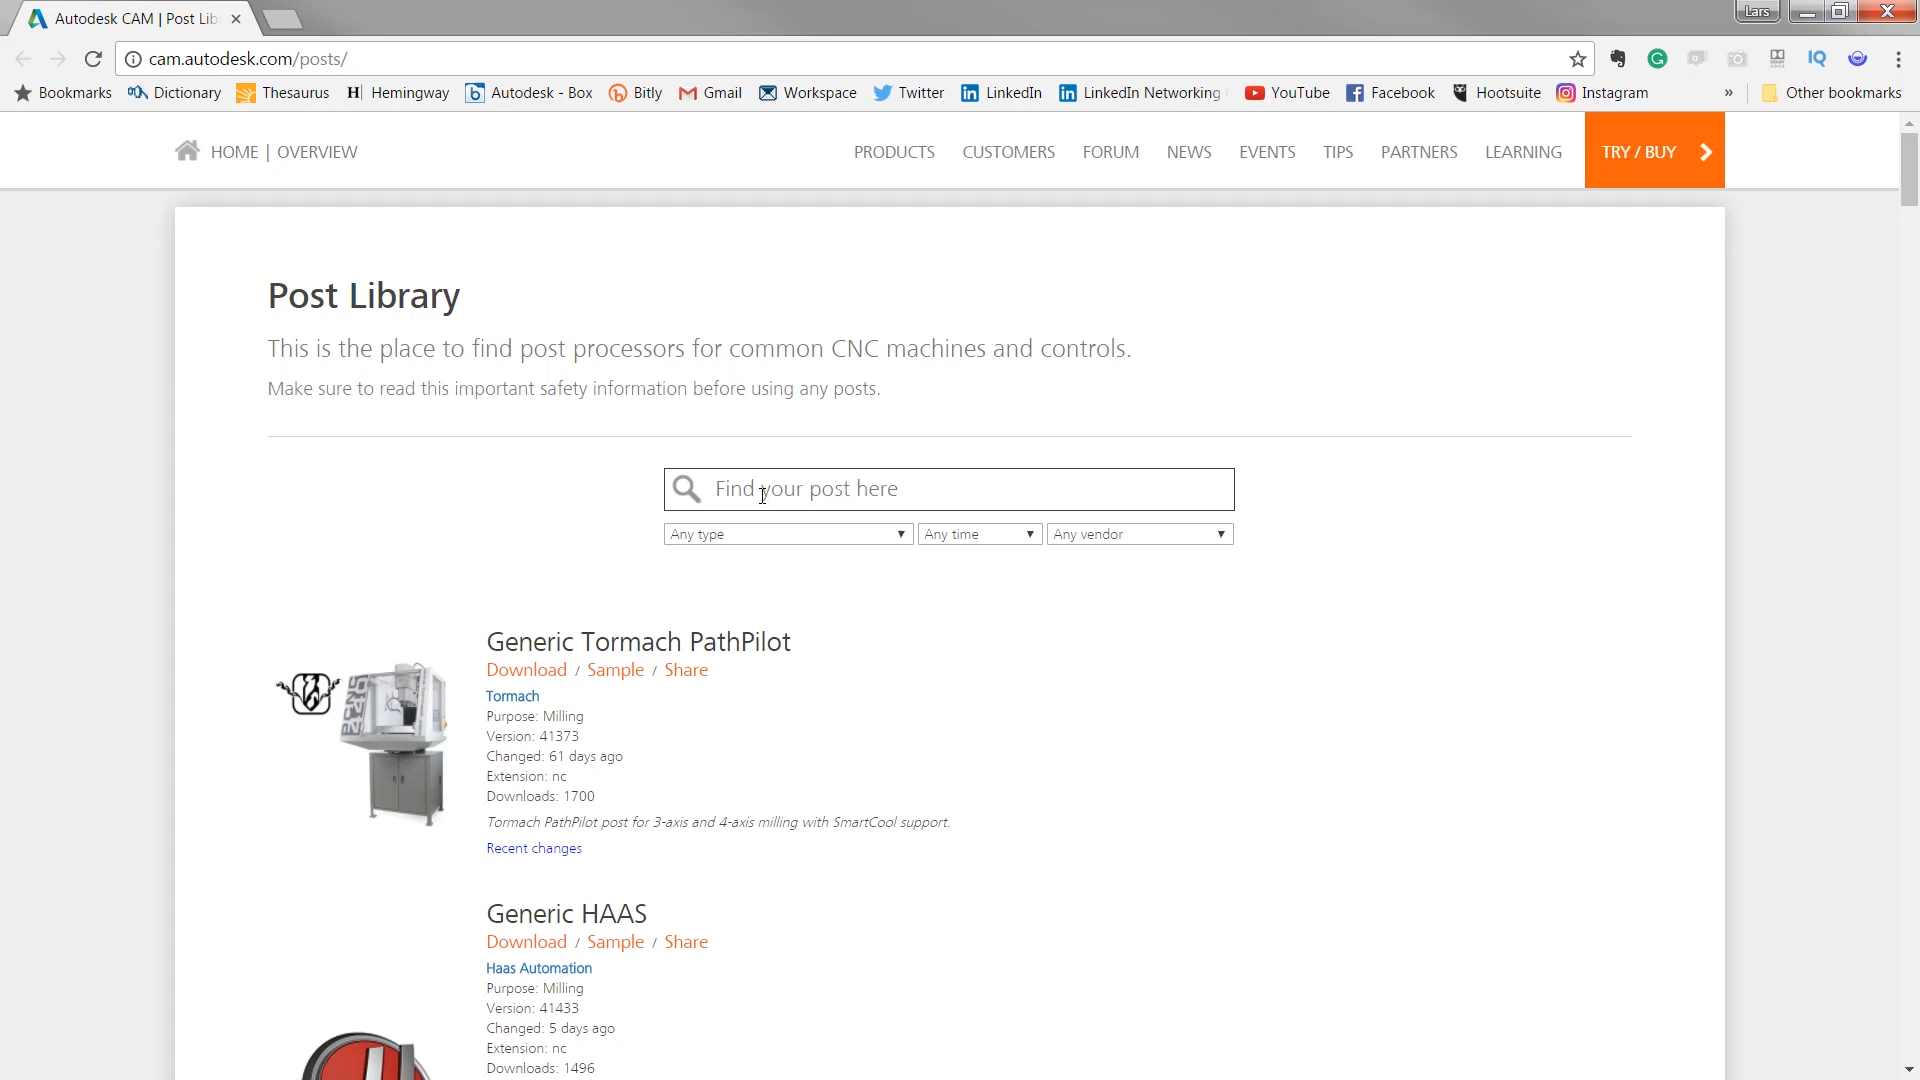 Autodesk CAM | Post Lib
Lars
cam.autodesk.com/posts/
Bookmarks Dictionary Thesaurus Hemingway Autodesk - Box Bitly Gmail Workspace Twitter LinkedIn LinkedIn Networking YouTube Facebook Hootsuite Instagram » Other bookmarks
HOME | OVERVIEW PRODUCTS CUSTOMERS FORUM NEWS EVENTS TIPS PARTNERS LEARNING TRY / BUY
Post Library
This is the place to find post processors for common CNC machines and controls.
Make sure to read this important safety information before using any posts.
Find your post here
Any type Any time Any vendor
Generic Tormach PathPilot
Download / Sample / Share
Tormach
Purpose: Milling
Version: 41373
Changed: 61 days ago
Extension: nc
Downloads: 1700
Tormach PathPilot post for 3-axis and 4-axis milling with SmartCool support.
Recent changes
Generic HAAS
Download / Sample / Share
Haas Automation
Purpose: Milling
Version: 41433
Changed: 5 days ago
Extension: nc
Downloads: 1496